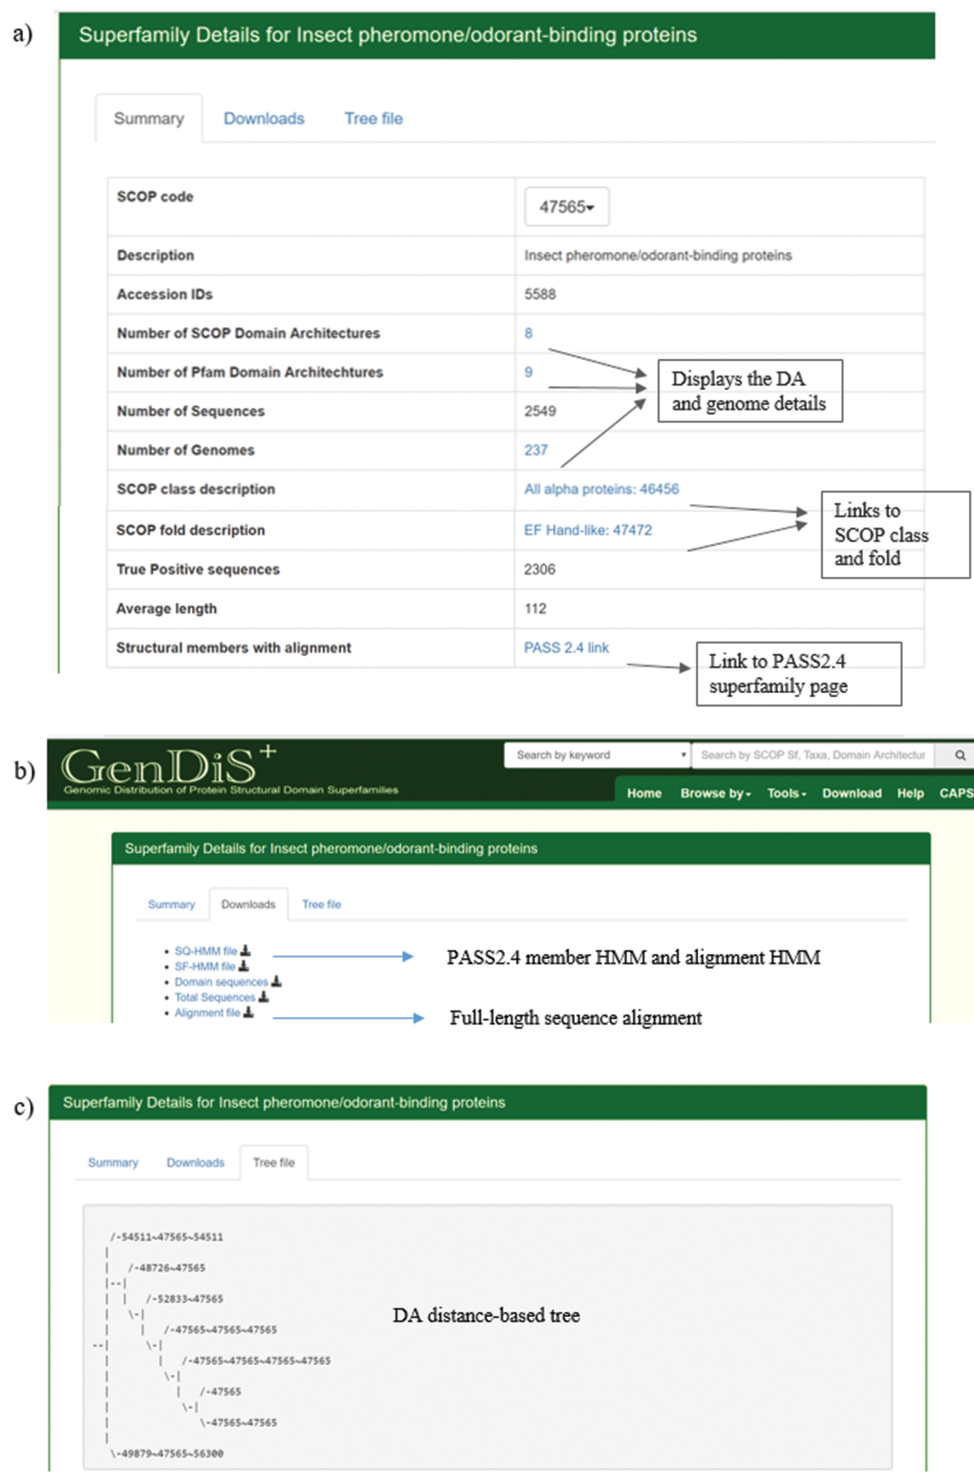 a)
Superfamily Details for Insect pheromone/odorant-binding proteins
Summary Downloads Tree file
SCOP code 47565
Description Insect pheromone/odorant-binding proteins
Accession IDs 5588
Number of SCOP Domain Architectures 8
Number of Pfam Domain Architechtures 9
Displays the DA
and genome details
Number of Sequences 2549
Number of Genomes 237
SCOP class description All alpha proteins: 46456
SCOP fold description EF Hand-like: 47472
Links to
SCOP class
and fold
True Positive sequences 2306
Average length 112
Structural members with alignment PASS 2.4 link
Link to PASS2.4
superfamily page
b)
GenDiS+
Genomic Distribution of Protein Structural Domain Superfamilies
Search by keyword Search by SCOP Sf, Taxa, Domain Architectur
Home Browse by Tools Download Help CAPS
Superfamily Details for Insect pheromone/odorant-binding proteins
Summary Downloads Tree file
• SQ-HMM file
• SF-HMM file
PASS2.4 member HMM and alignment HMM
• Domain sequences
• Total Sequences
• Alignment file
Full-length sequence alignment
c)
Superfamily Details for Insect pheromone/odorant-binding proteins
Summary Downloads Tree file
/-54511~47565~54511
|
| /-48726~47565
|--|
| | /-52833~47565
| \-|
| | /-47565~47565~47565
--| \-|
| | /-47565~47565~47565~47565
| \-|
| | /-47565
| \-|
| \-47565~47565
|
\-49879~47565~56300
DA distance-based tree